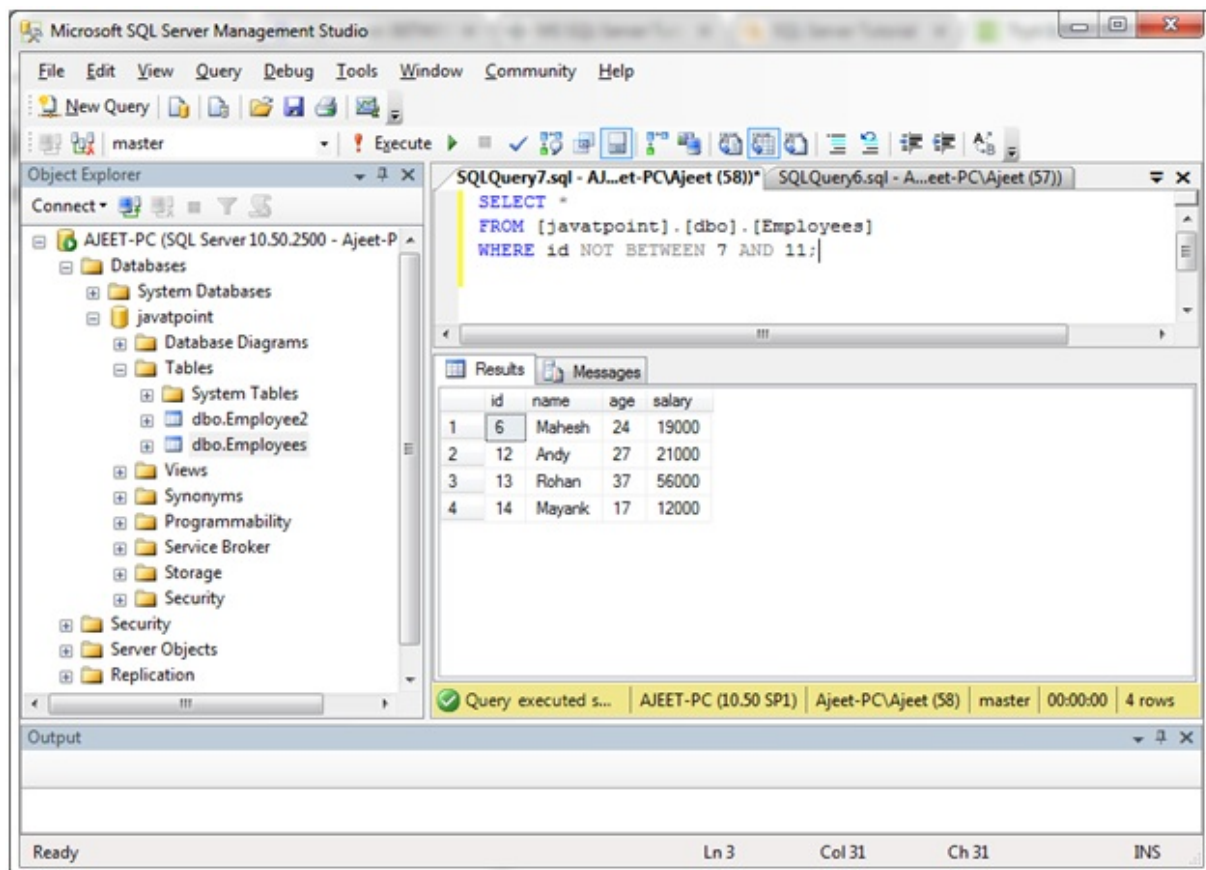 Microsoft SQL Server Management Studio
File Edit View Query Debug Tools Window Community Help
New Query
master Execute
Object Explorer
Connect
AJEET-PC (SQL Server 10.50.2500 - Ajeet-P
Databases
System Databases
javatpoint
Database Diagrams
Tables
System Tables
dbo.Employee2
dbo.Employees
Views
Synonyms
Programmability
Service Broker
Storage
Security
Security
Server Objects
Replication
SQLQuery7.sql - AJ...et-PC\Ajeet (58))* SQLQuery6.sql - A...eet-PC\Ajeet (57))
SELECT *
FROM [javatpoint].[dbo].[Employees]
WHERE id NOT BETWEEN 7 AND 11;
Results Messages
id name age salary
1 6 Mahesh 24 19000
2 12 Andy 27 21000
3 13 Rohan 37 56000
4 14 Mayank 17 12000
Query executed s... AJEET-PC (10.50 SP1) Ajeet-PC\Ajeet (58) master 00:00:00 4 rows
Output
Ready Ln 3 Col 31 Ch 31 INS